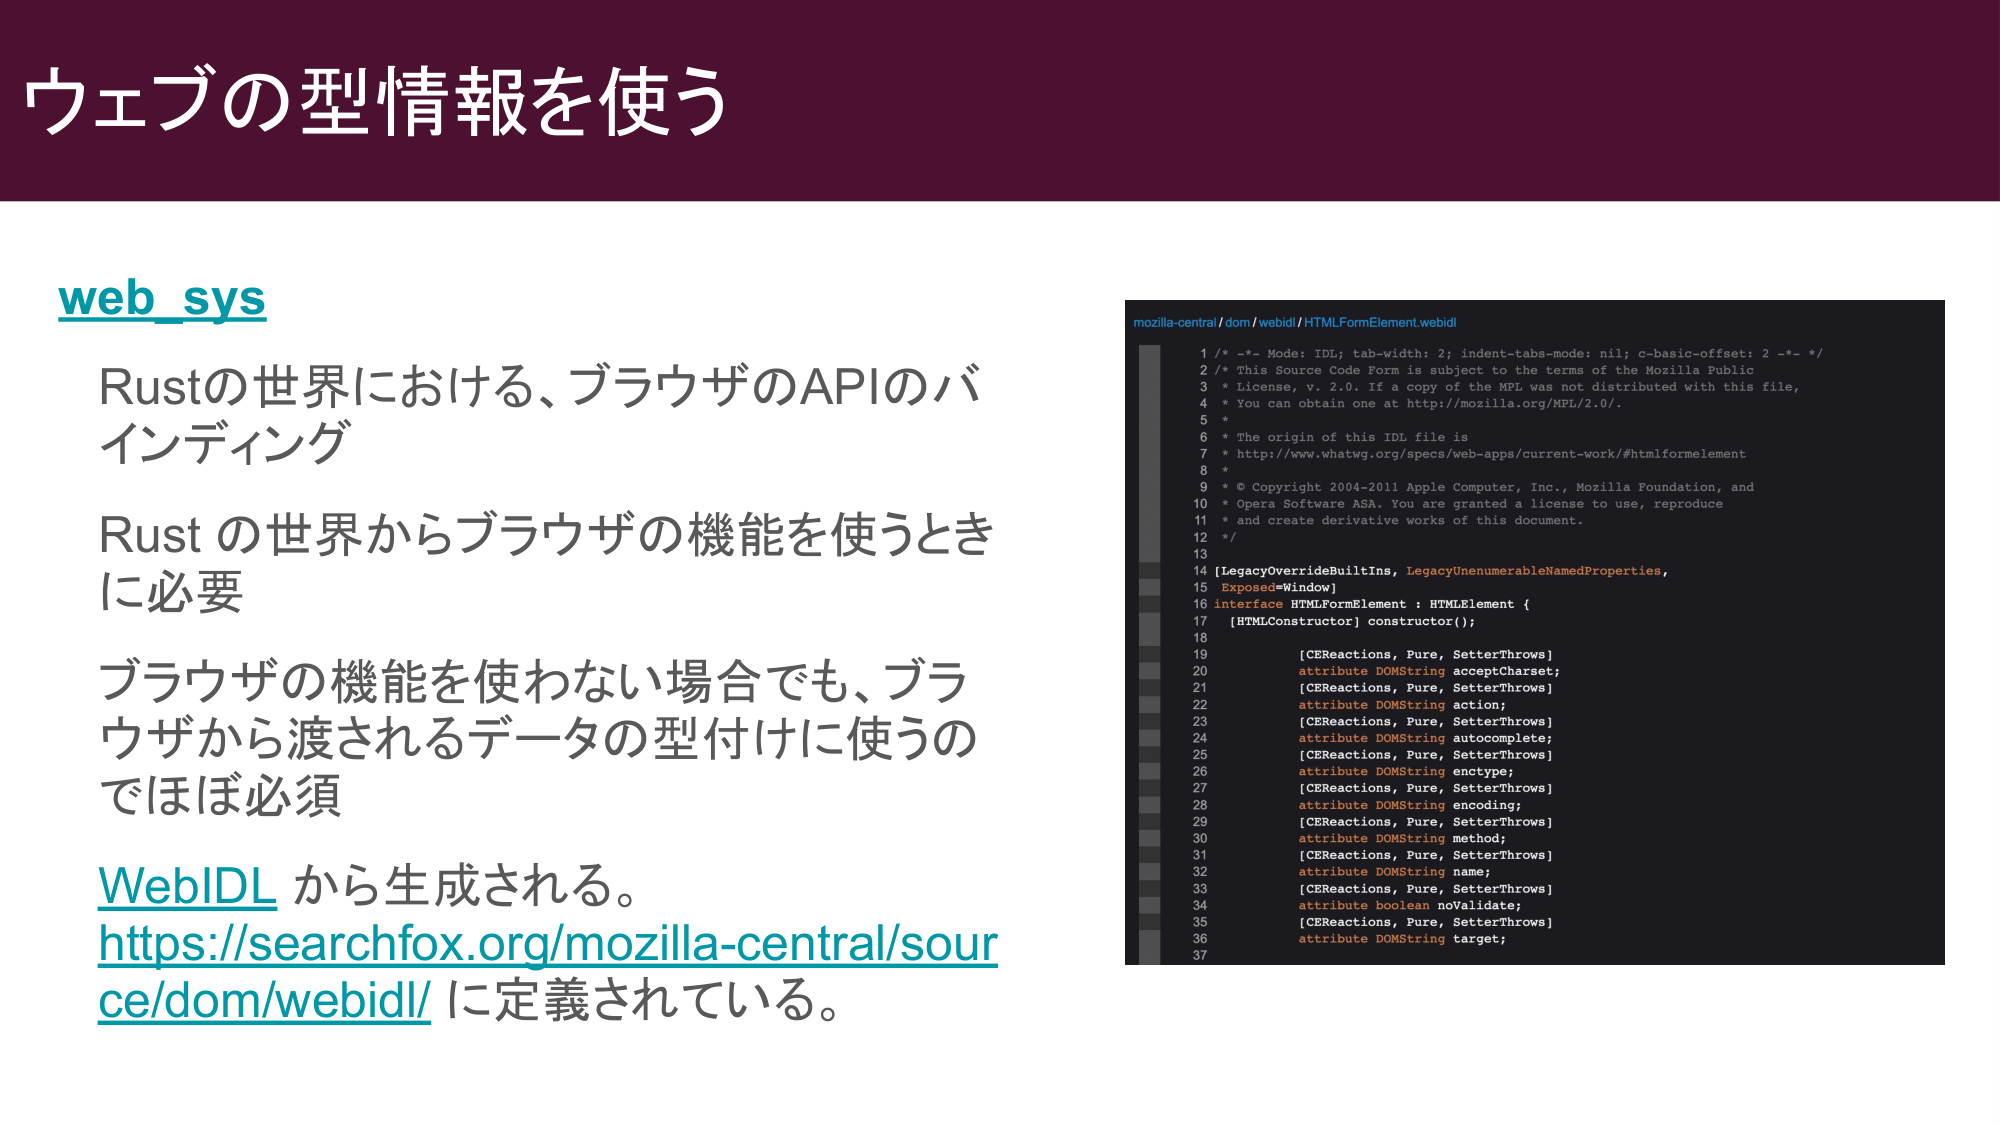 ウェブの型情報を使う
web_sys
Rustの世界における、ブラウザのAPIのバ
インディング
Rust の世界からブラウザの機能を使うとき
に必要
ブラウザの機能を使わない場合でも、ブラ
ウザから渡されるデータの型付けに使うの
でほぼ必須
WebIDL から生成される。
https://searchfox.org/mozilla-central/sour
ce/dom/webidl/ に定義されている。
mozilla-central / dom / webidl / HTMLFormElement.webidl
1 /* -*- Mode: IDL; tab-width: 2; indent-tabs-mode: nil; c-basic-offset: 2 -*- */
2 /* This Source Code Form is subject to the terms of the Mozilla Public
3 * License, v. 2.0. If a copy of the MPL was not distributed with this file,
4 * You can obtain one at http://mozilla.org/MPL/2.0/.
5 *
6 * The origin of this IDL file is
7 * http://www.whatwg.org/specs/web-apps/current-work/#htmlformelement
8 *
9 * © Copyright 2004-2011 Apple Computer, Inc., Mozilla Foundation, and
10 * Opera Software ASA. You are granted a license to use, reproduce
11 * and create derivative works of this document.
12 */
13
14 [LegacyOverrideBuiltIns, LegacyUnenumerableNamedProperties,
15 Exposed=Window]
16 interface HTMLFormElement : HTMLElement {
17 [HTMLConstructor] constructor();
18
19 [CEReactions, Pure, SetterThrows]
20 attribute DOMString acceptCharset;
21 [CEReactions, Pure, SetterThrows]
22 attribute DOMString action;
23 [CEReactions, Pure, SetterThrows]
24 attribute DOMString autocomplete;
25 [CEReactions, Pure, SetterThrows]
26 attribute DOMString enctype;
27 [CEReactions, Pure, SetterThrows]
28 attribute DOMString encoding;
29 [CEReactions, Pure, SetterThrows]
30 attribute DOMString method;
31 [CEReactions, Pure, SetterThrows]
32 attribute DOMString name;
33 [CEReactions, Pure, SetterThrows]
34 attribute boolean noValidate;
35 [CEReactions, Pure, SetterThrows]
36 attribute DOMString target;
37